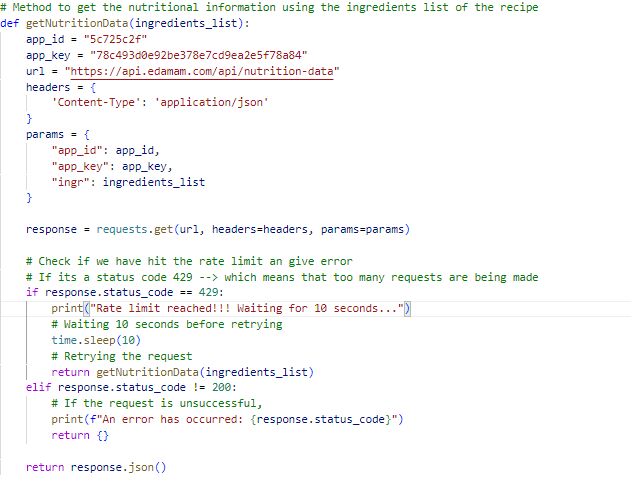 # Method to get the nutritional information using the ingredients list of the recipe
def getNutritionData(ingredients_list):
    app_id = "5c725c2f"
    app_key = "78c493d0e92be378e7cd9ea2e5f78a84"
    url = "https://api.edamam.com/api/nutrition-data"
    headers = {
        'Content-Type': 'application/json'
    }
    params = {
        "app_id": app_id,
        "app_key": app_key,
        "ingr": ingredients_list
    }

    response = requests.get(url, headers=headers, params=params)

    # Check if we have hit the rate limit an give error
    # If its a status code 429 --> which means that too many requests are being made
    if response.status_code == 429:
        print("Rate limit reached!!! Waiting for 10 seconds...")
        # Waiting 10 seconds before retrying
        time.sleep(10)
        # Retrying the request
        return getNutritionData(ingredients_list)
    elif response.status_code != 200:
        # If the request is unsuccessful,
        print(f"An error has occurred: {response.status_code}")
        return {}

    return response.json()